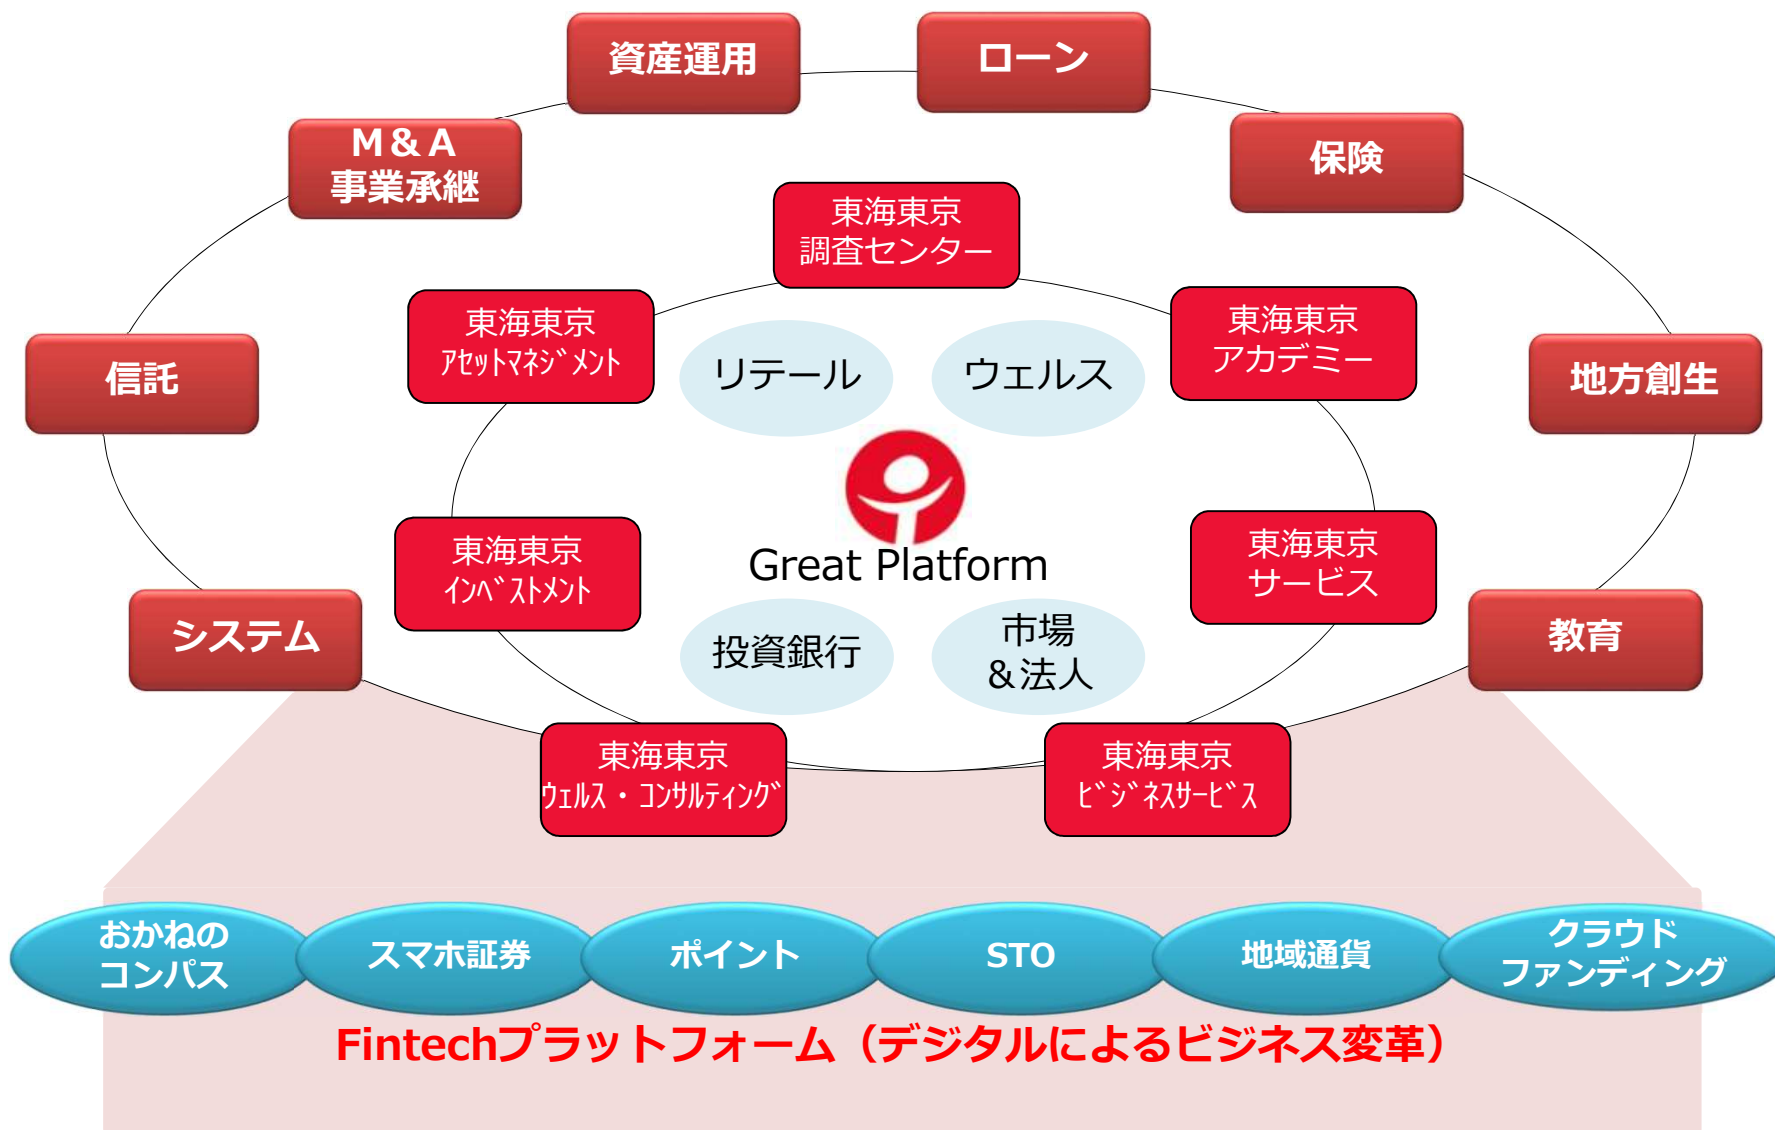 資産運用
ローン
M&A
事業承継
保険
東海東京
調査センター
東海東京
ｱｾｯﾄﾏﾈｼﾞﾒﾝﾄ
東海東京
アカデミー
信託
リテール
ウェルス
地方創生
Great Platform
東海東京
ｲﾝﾍﾞｽﾄﾒﾝﾄ
東海東京
サービス
システム
投資銀行
市場
&法人
教育
東海東京
ｳｪﾙｽ・ｺﾝｻﾙﾃｨﾝｸﾞ
東海東京
ﾋﾞｼﾞﾈｽｻｰﾋﾞｽ
おかねの
コンパス
スマホ証券
ポイント
STO
地域通貨
クラウド
ファンディング
Fintechプラットフォーム（デジタルによるビジネス変革）